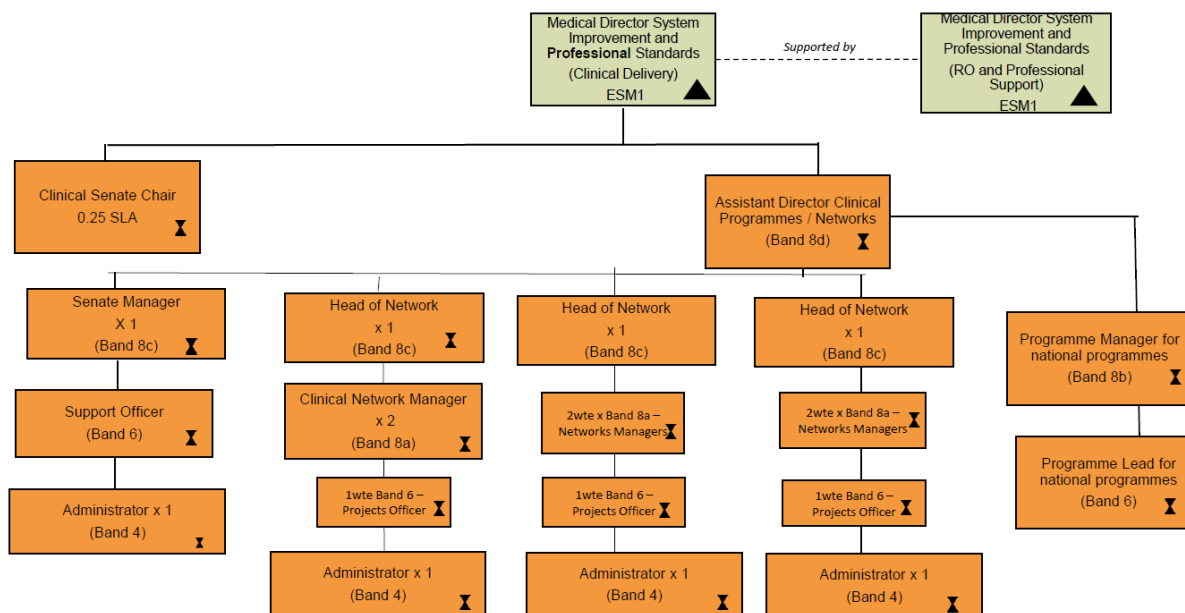 Medical Director System
Improvement and
Professional Standards
(Clinical Delivery)
ESM1
Supported by
Medical Director System
Improvement and
Professional Standards
(RO and Professional
Support)
ESM1
Clinical Senate Chair
0.25 SLA
Assistant Director Clinical
Programmes / Networks
(Band 8d)
Senate Manager
X 1
(Band 8c)
Head of Network
x 1
(Band 8c)
Head of Network
x 1
(Band 8c)
Head of Network
x 1
(Band 8c)
Programme Manager for
national programmes
(Band 8b)
Support Officer
(Band 6)
Clinical Network Manager
x 2
(Band 8a)
2wte x Band 8a –
Networks Managers
2wte x Band 8a –
Networks Managers
Programme Lead for
national programmes
(Band 6)
Administrator x 1
(Band 4)
1wte Band 6 –
Projects Officer
1wte Band 6 –
Projects Officer
1wte Band 6 –
Projects Officer
Administrator x 1
(Band 4)
Administrator x 1
(Band 4)
Administrator x 1
(Band 4)